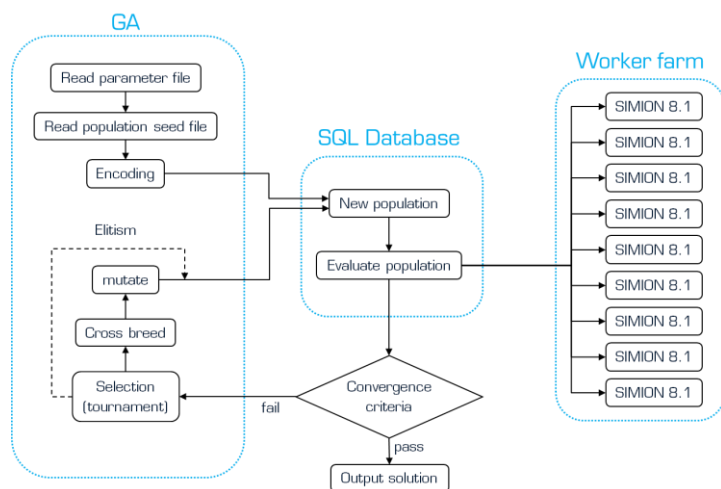 GA
Read parameter file
Read population seed file
Encoding
Elitism
mutate
Cross breed
Selection
(tournament)
SQL Database
New population
Evaluate population
Convergence
criteria
fail
pass
Output solution
Worker farm
SIMION 8.1
SIMION 8.1
SIMION 8.1
SIMION 8.1
SIMION 8.1
SIMION 8.1
SIMION 8.1
SIMION 8.1
SIMION 8.1